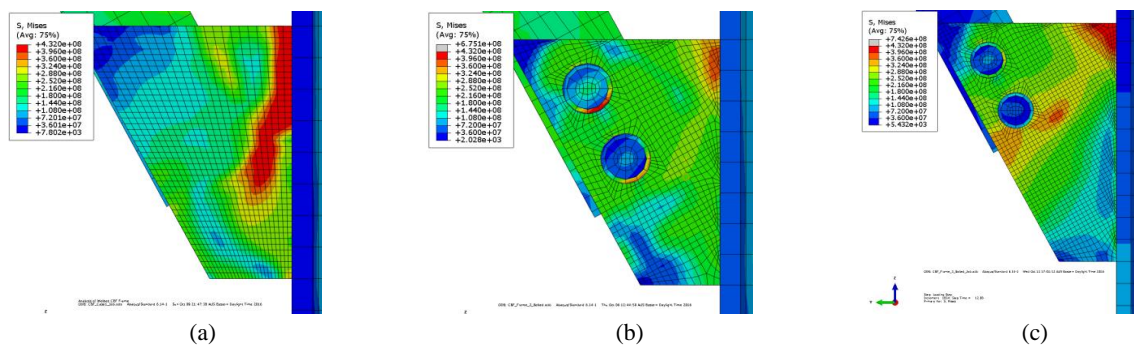 S, Mises
(Avg: 75%)
+4.320e+08
+3.960e+08
+3.600e+08
+3.240e+08
+2.880e+08
+2.520e+08
+2.160e+08
+1.800e+08
+1.440e+08
+1.080e+08
+7.201e+07
+3.601e+07
+7.802e+03
S, Mises
(Avg: 75%)
+6.751e+08
+4.320e+08
+3.960e+08
+3.600e+08
+3.240e+08
+2.880e+08
+2.520e+08
+2.160e+08
+1.800e+08
+1.440e+08
+1.080e+08
+7.200e+07
+3.600e+07
+2.028e+03
S, Mises
(Avg: 75%)
+7.426e+08
+4.320e+08
+3.960e+08
+3.600e+08
+3.240e+08
+2.880e+08
+2.520e+08
+2.160e+08
+1.800e+08
+1.440e+08
+1.080e+08
+7.200e+07
+3.600e+07
+5.432e+03
Analysis of Welded CBF Frame
(a)
(b)
(c)